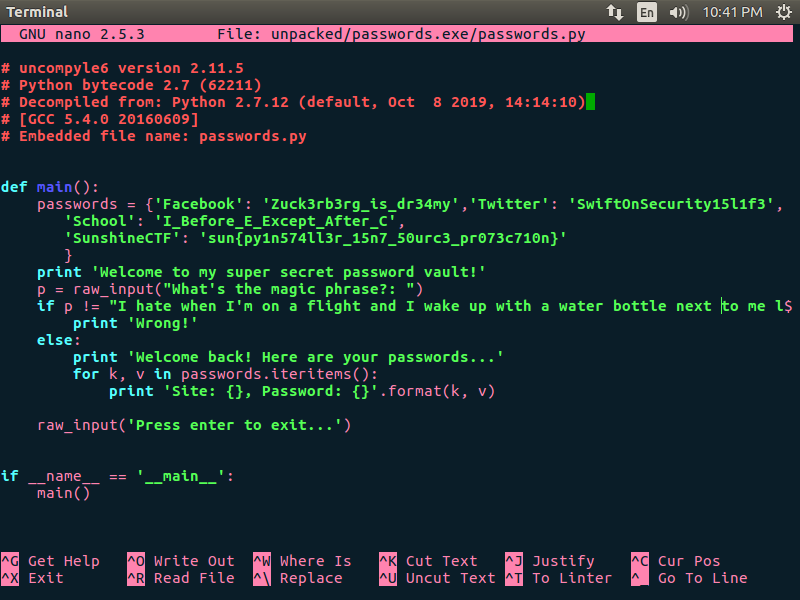 Terminal En 10:41 PM
GNU nano 2.5.3 File: unpacked/passwords.exe/passwords.py
# uncompyle6 version 2.11.5
# Python bytecode 2.7 (62211)
# Decompiled from: Python 2.7.12 (default, Oct  8 2019, 14:14:10)
# [GCC 5.4.0 20160609]
# Embedded file name: passwords.py
def main():
    passwords = {'Facebook': 'Zuck3rb3rg_is_dr34my','Twitter': 'SwiftOnSecurity15l1f3',
       'School': 'I_Before_E_Except_After_C',
       'SunshineCTF': 'sun{py1n574ll3r_15n7_50urc3_pr073c710n}'
       }
    print 'Welcome to my super secret password vault!'
    p = raw_input("What's the magic phrase?: ")
    if p != "I hate when I'm on a flight and I wake up with a water bottle next to me l$
        print 'Wrong!'
    else:
        print 'Welcome back! Here are your passwords...'
        for k, v in passwords.iteritems():
            print 'Site: {}, Password: {}'.format(k, v)
    raw_input('Press enter to exit...')
if __name__ == '__main__':
    main()
^G Get Help ^O Write Out ^W Where Is ^K Cut Text ^J Justify ^C Cur Pos
^X Exit ^R Read File ^\ Replace ^U Uncut Text ^T To Linter ^_ Go To Line